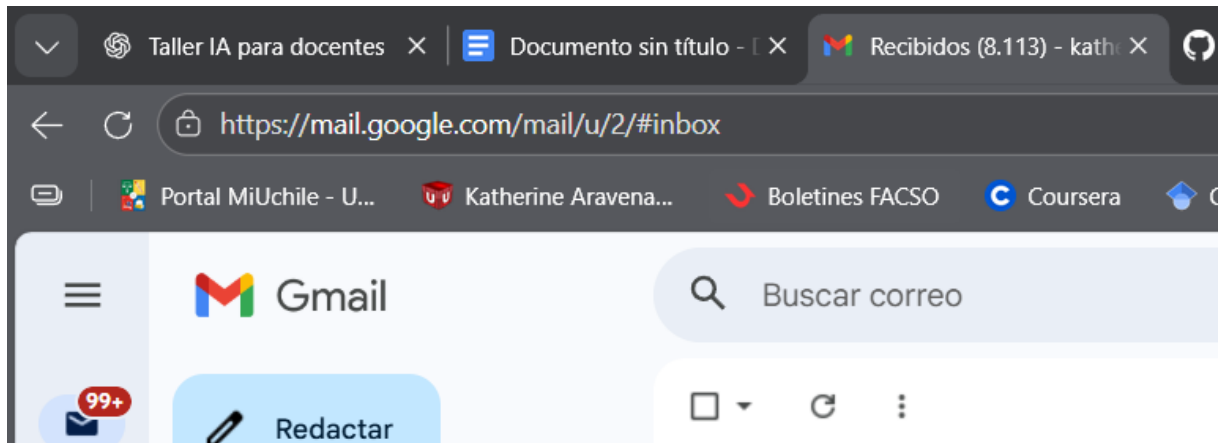 Taller IA para docentes
Documento sin título - [
Recibidos (8.113) - kathe
https://mail.google.com/mail/u/2/#inbox
Portal MiUchile - U... Katherine Aravena... Boletines FACSO Coursera
Gmail Buscar correo
99+
Redactar